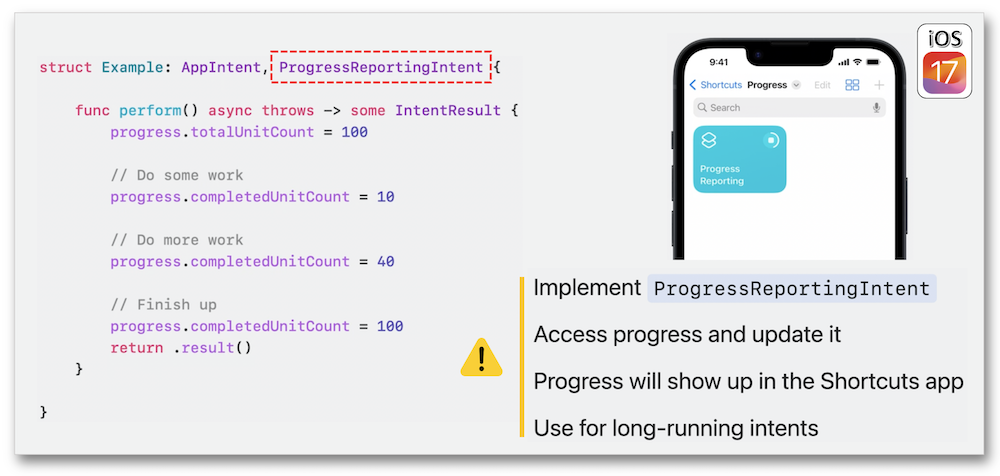 struct Example: AppIntent, ProgressReportingIntent {
func perform() async throws -> some IntentResult {
progress.totalUnitCount = 100
// Do some work
progress.completedUnitCount = 10
// Do more work
progress.completedUnitCount = 40
// Finish up
progress.completedUnitCount = 100
return .result()
}
}
iOS
17
9:41
Shortcuts Progress Edit
Search
Progress
Reporting
Implement ProgressReportingIntent
Access progress and update it
Progress will show up in the Shortcuts app
Use for long-running intents